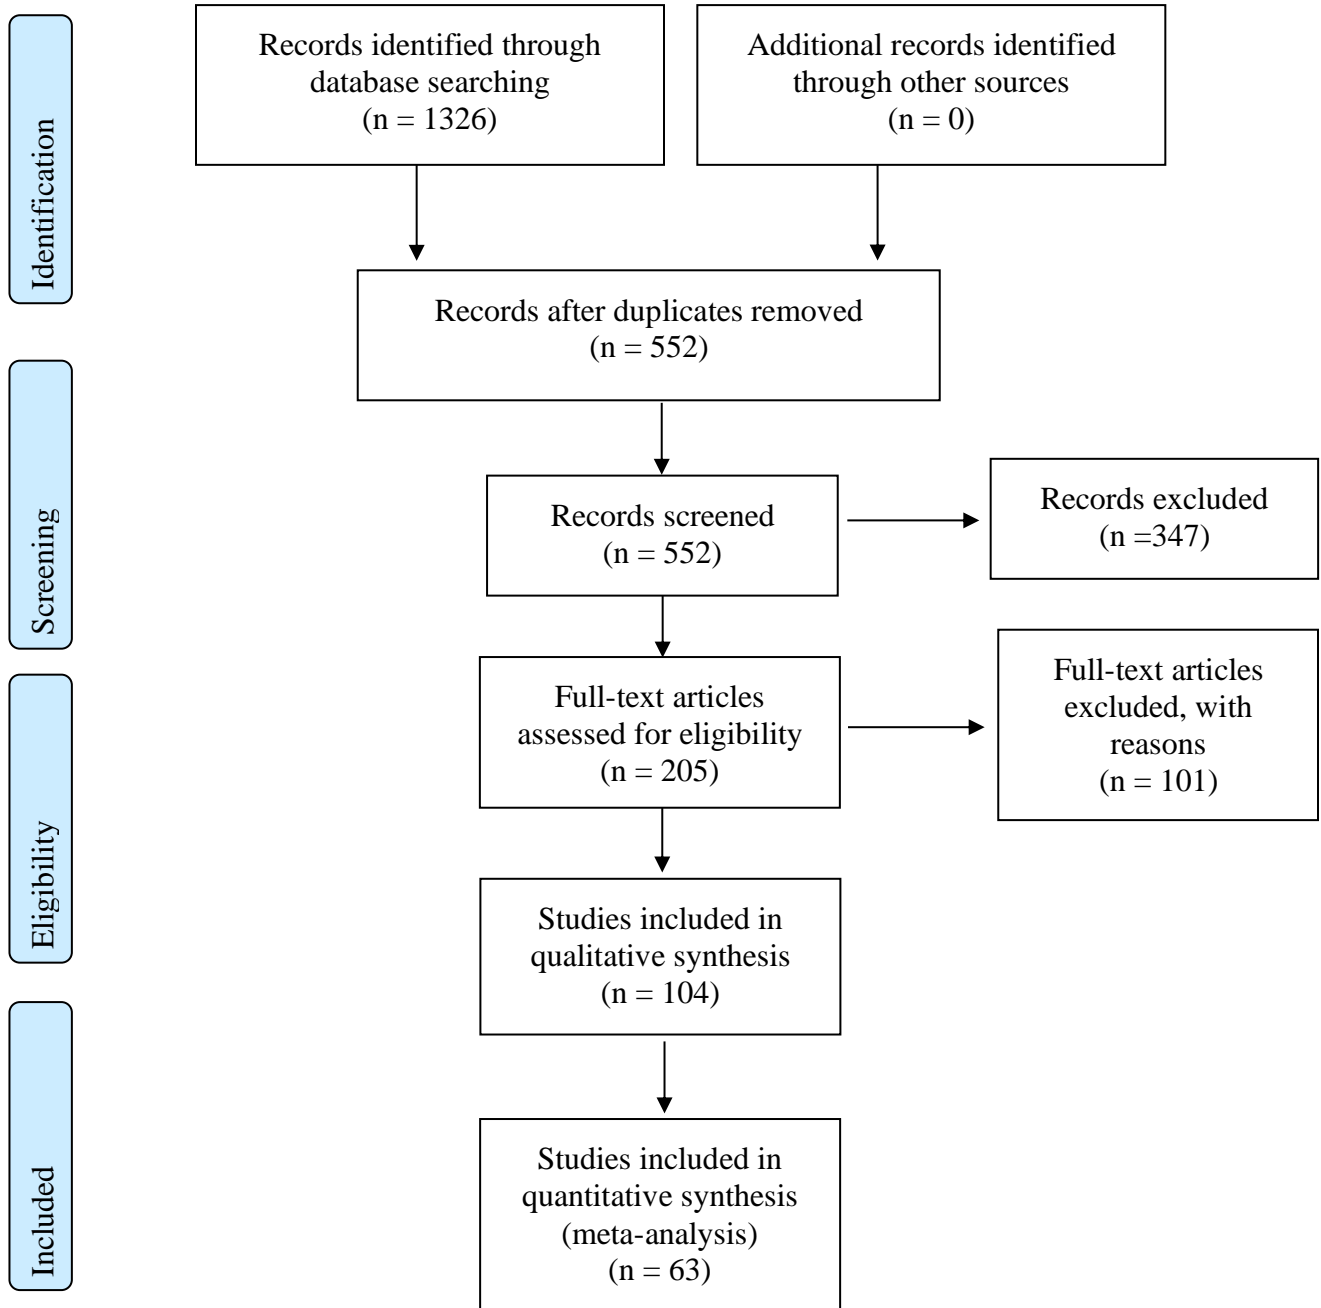 Identification
Records identified through
database searching
(n = 1326)
Additional records identified
through other sources
(n = 0)
Records after duplicates removed
(n = 552)
Screening
Records screened
(n = 552)
Records excluded
(n =347)
Eligibility
Full-text articles
assessed for eligibility
(n = 205)
Full-text articles
excluded, with
reasons
(n = 101)
Studies included in
qualitative synthesis
(n = 104)
Included
Studies included in
quantitative synthesis
(meta-analysis)
(n = 63)